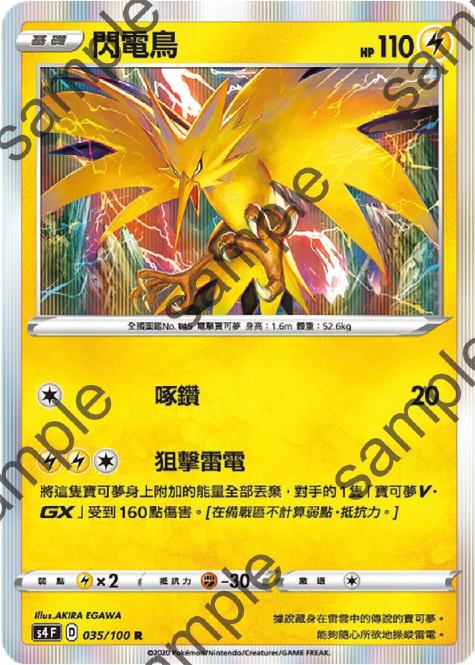 基礎 閃電鳥 HP 110
sample
sample
sample
全國圖鑑No.145 電擊寶可夢 身高：1.6m 體重：52.6kg
啄鑽 20
sample
sample
狙擊雷電
將這隻寶可夢身上附加的能量全部丟棄，對手的1隻「寶可夢V・
GX」受到160點傷害。[在備戰區不計算弱點・抵抗力。]
弱點 ×2 抵抗力 -30 撤退
sample
Illus. AKIRA EGAWA
s4 F D 035/100 R
據說藏身在雷雲中的傳說的寶可夢。
能夠隨心所欲地操縱雷電。
©2020 Pokémon/Nintendo/Creatures/GAME FREAK.